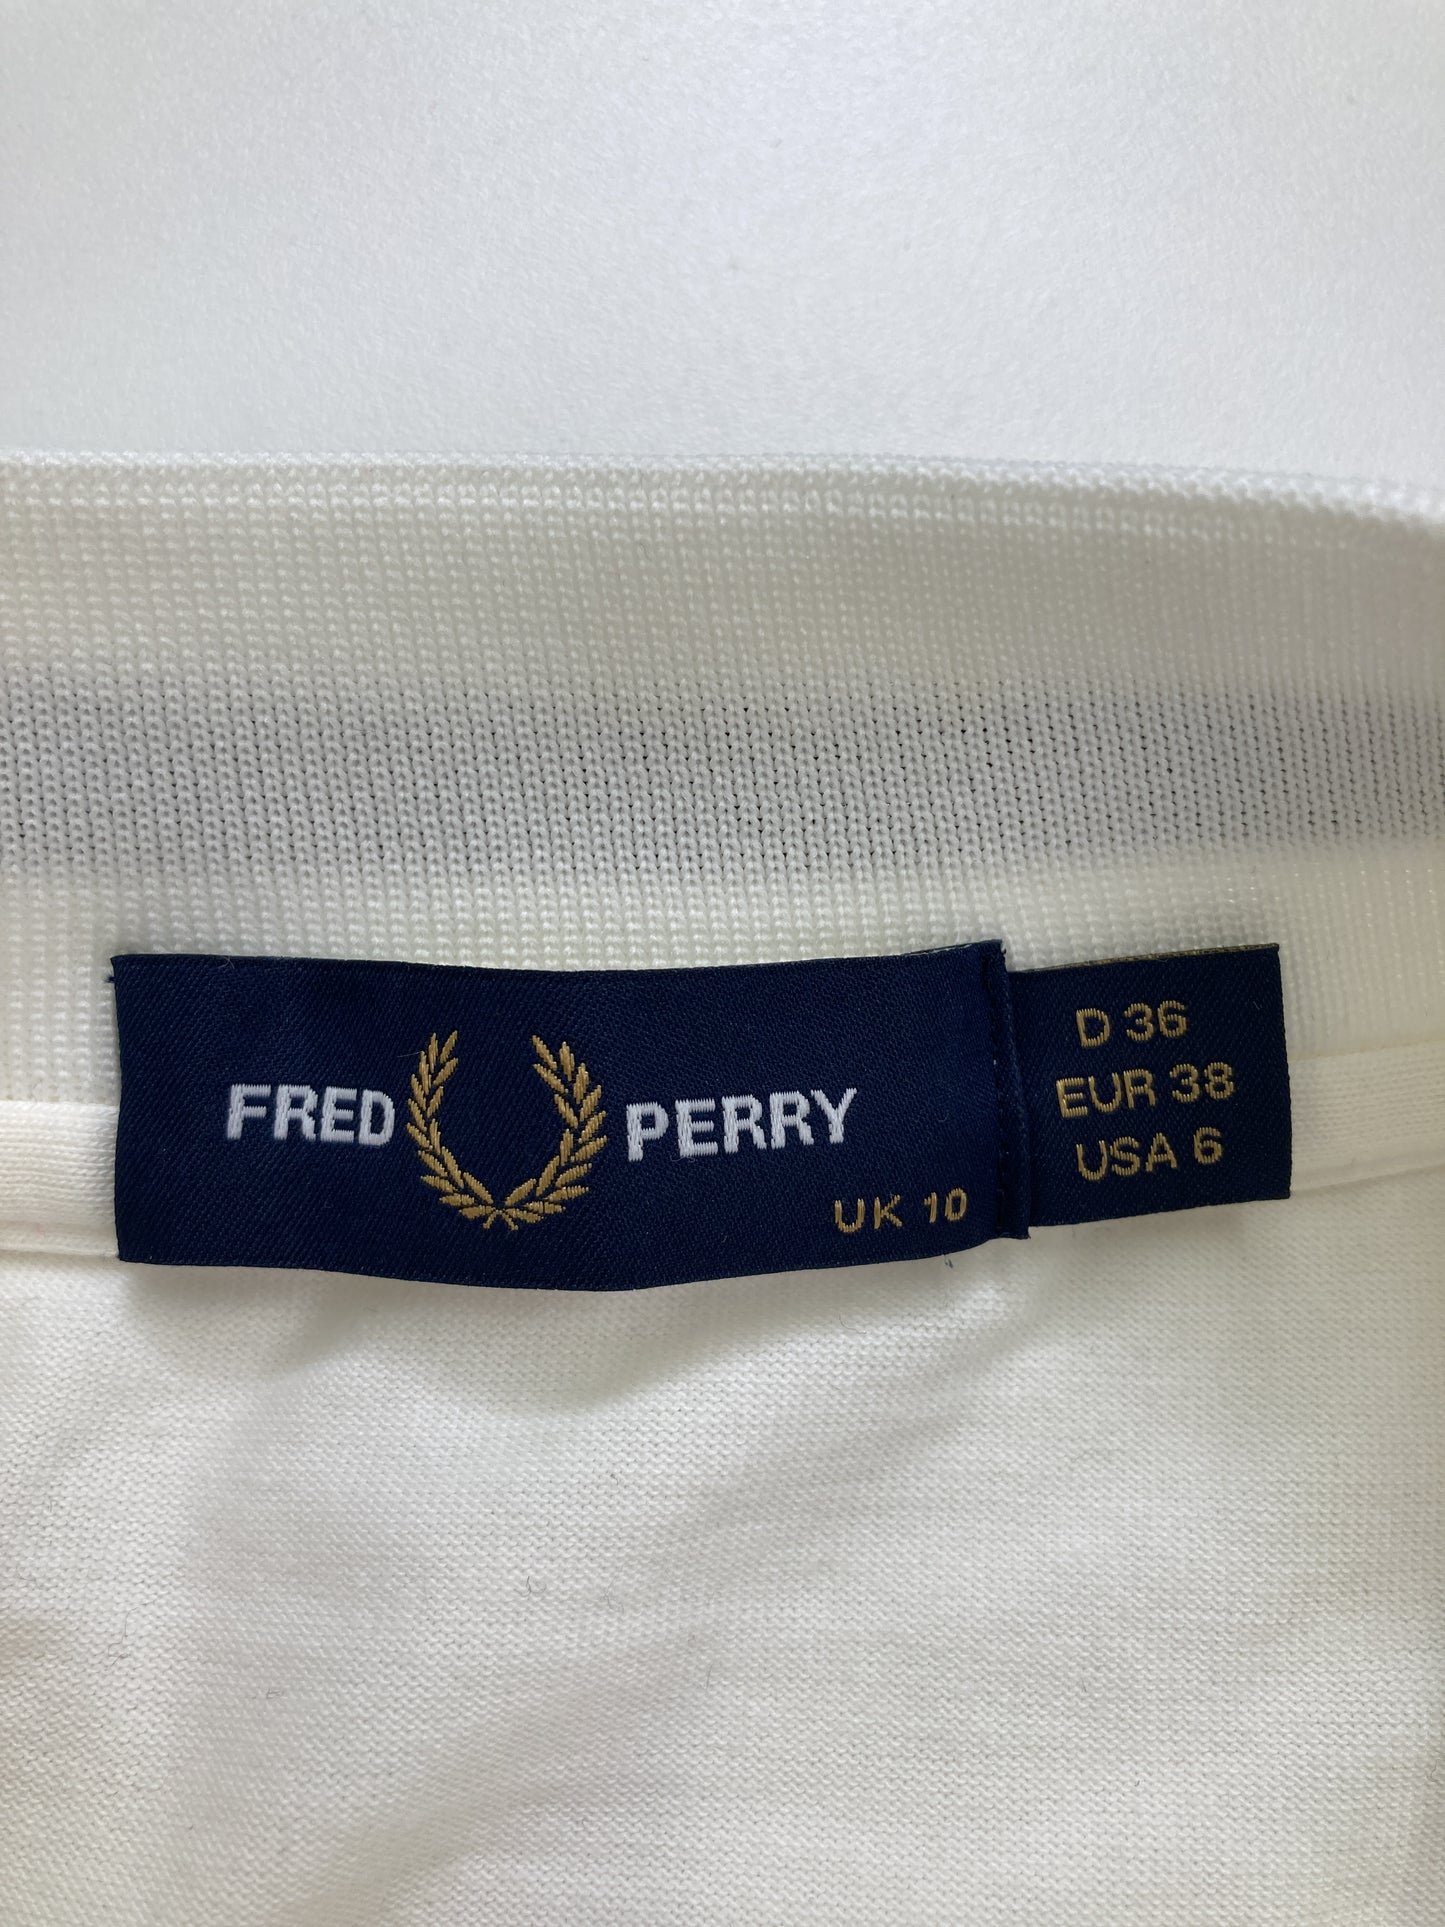 FRED PERRY
UK 10
D 36
EUR 38
USA 6